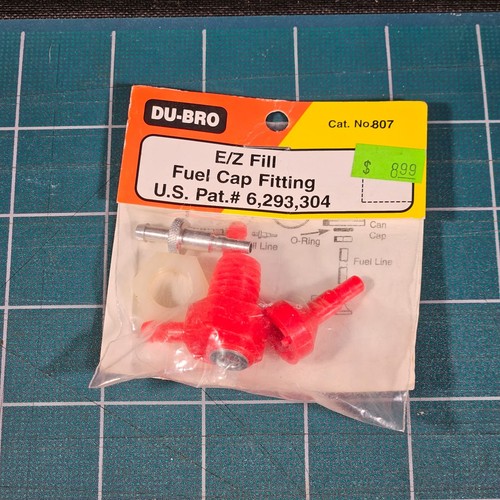 DU-BRO
Cat. No.807
E/Z Fill
Fuel Cap Fitting
U.S. Pat.# 6,293,304
$ 8.99
Can
Cap
O-Ring
Line
Fuel Line